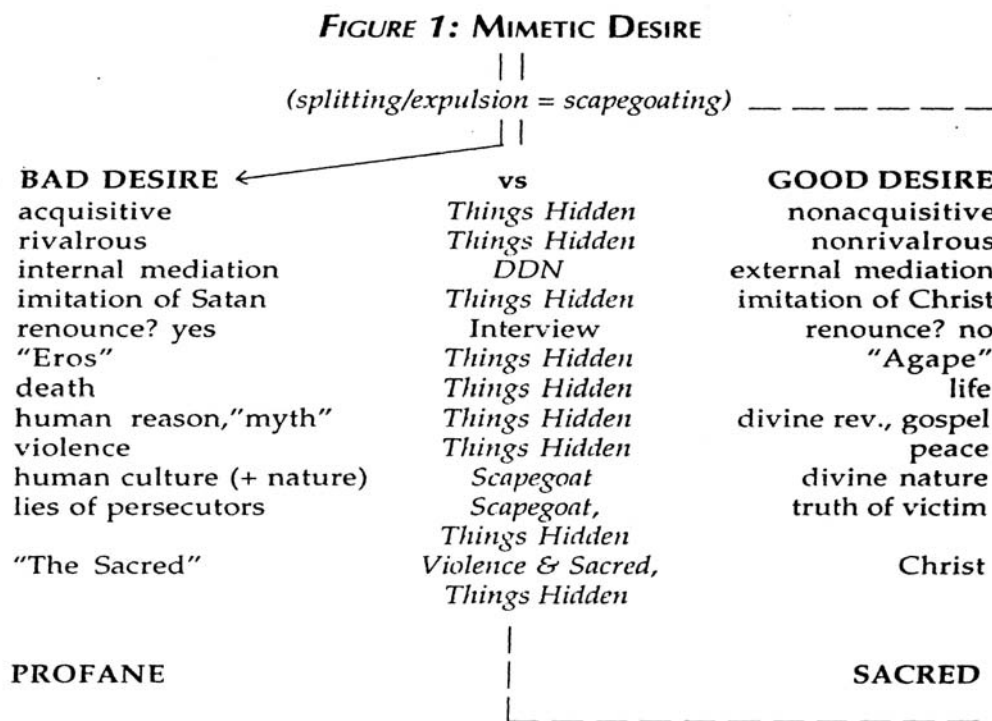 FIGURE 1: MIMETIC DESIRE
(splitting/expulsion = scapegoating)
BAD DESIRE vs GOOD DESIRE
acquisitive Things Hidden nonacquisitive
rivalrous Things Hidden nonrivalrous
internal mediation DDN external mediation
imitation of Satan Things Hidden imitation of Christ
renounce? yes Interview renounce? no
"Eros" Things Hidden "Agape"
death Things Hidden life
human reason,"myth" Things Hidden divine rev., gospel
violence Things Hidden peace
human culture (+ nature) Scapegoat divine nature
lies of persecutors Scapegoat, truth of victim
Things Hidden
"The Sacred" Violence & Sacred, Christ
Things Hidden
PROFANE SACRED